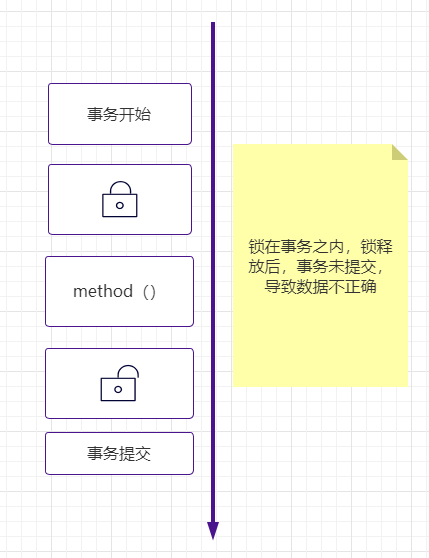 事务开始
method（）
事务提交
锁在事务之内，锁释
放后，事务未提交，
导致数据不正确